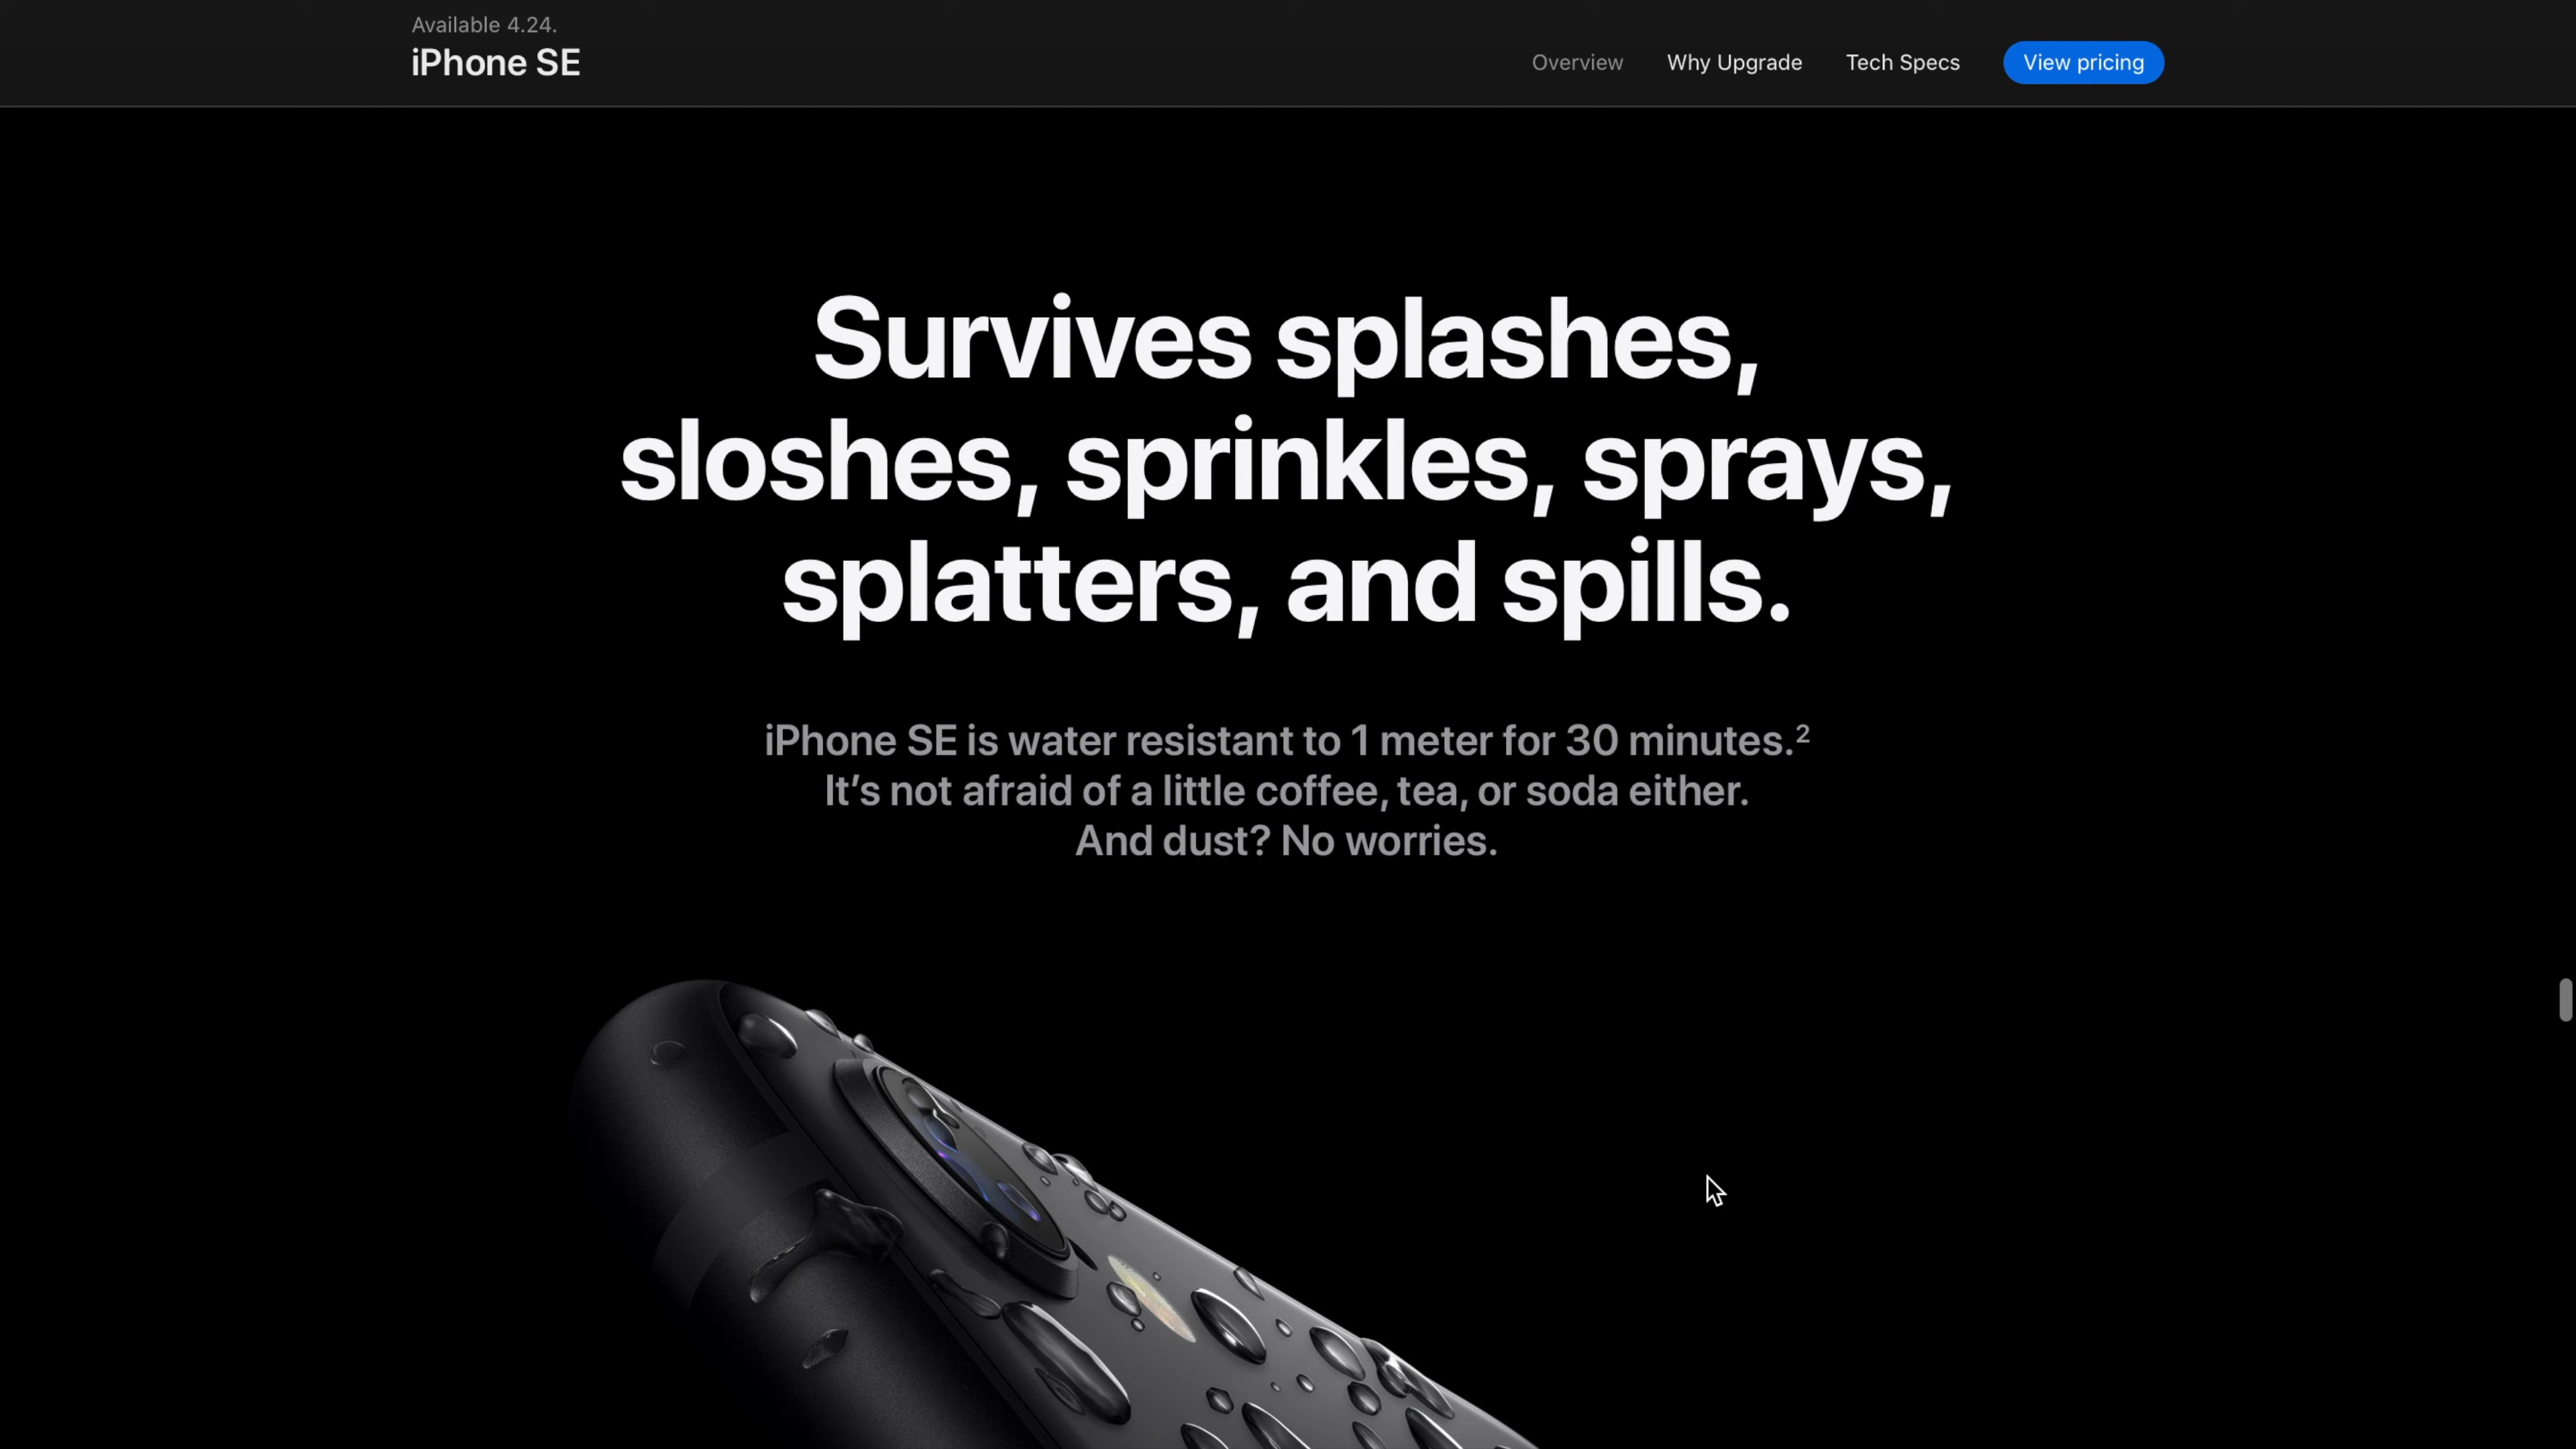 Available 4.24.
iPhone SE
Overview
Why Upgrade
Tech Specs
View pricing
Survives splashes,
sloshes, sprinkles, sprays,
splatters, and spills.
iPhone SE is water resistant to 1 meter for 30 minutes.²
It’s not afraid of a little coffee, tea, or soda either.
And dust? No worries.